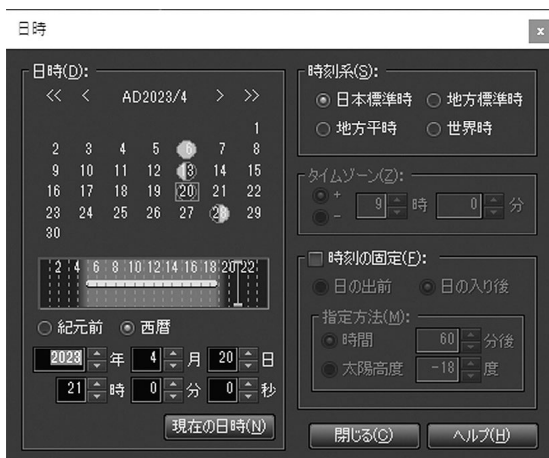 日時
x
日時(D):
<< < AD2023/4 > >>
1
2 3 4 5 6 7 8
9 10 11 12 13 14 15
16 17 18 19 20 21 22
23 24 25 26 27 28 29
30
2 4 6 8 10 12 14 16 18 20 22
紀元前 西暦
2023 年 4 月 20 日
21 時 0 分 0 秒
現在の日時(N)
時刻系(S):
日本標準時 地方標準時
地方平時 世界時
タイムゾーン(Z):
+
- 9 時 0 分
時刻の固定(F):
日の出前 日の入り後
指定方法(M):
時間 60 分後
太陽高度 -18 度
閉じる(C) ヘルプ(H)